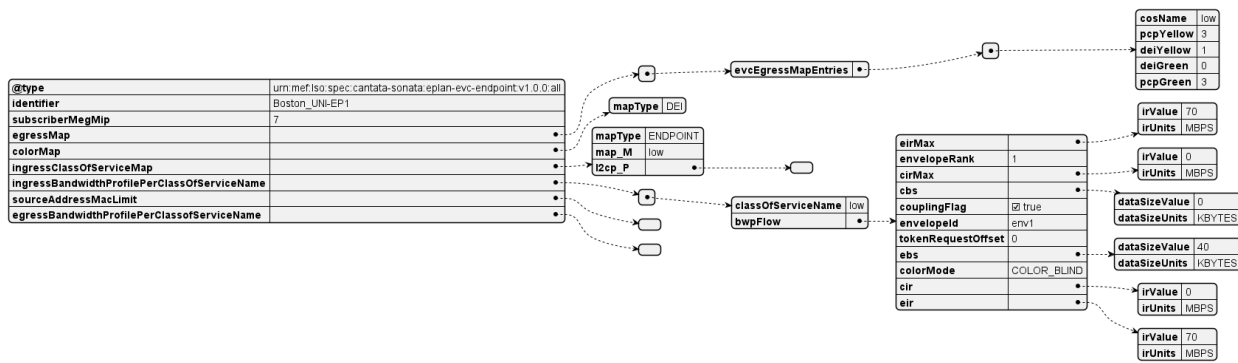 @type urn:mef:lso:spec:cantata-sonata:eplan-evc-endpoint:v1.0.0:all
identifier Boston_UNI-EP1
subscriberMegMip 7
egressMap
colorMap
ingressClassOfServiceMap
ingressBandwidthProfilePerClassOfServiceName
sourceAddressMacLimit
egressBandwidthProfilePerClassofServiceName
evcEgressMapEntries
cosName low
pcpYellow 3
deiYellow 1
deiGreen 0
pcpGreen 3
mapType DEI
mapType ENDPOINT
map_M low
l2cp_P
classOfServiceName low
bwpFlow
eirMax
envelopeRank 1
cirMax
cbs
couplingFlag ☑ true
envelopeId env1
tokenRequestOffset 0
ebs
colorMode COLOR_BLIND
cir
eir
irValue 70
irUnits MBPS
irValue 0
irUnits MBPS
dataSizeValue 0
dataSizeUnits KBYTES
dataSizeValue 40
dataSizeUnits KBYTES
irValue 0
irUnits MBPS
irValue 70
irUnits MBPS